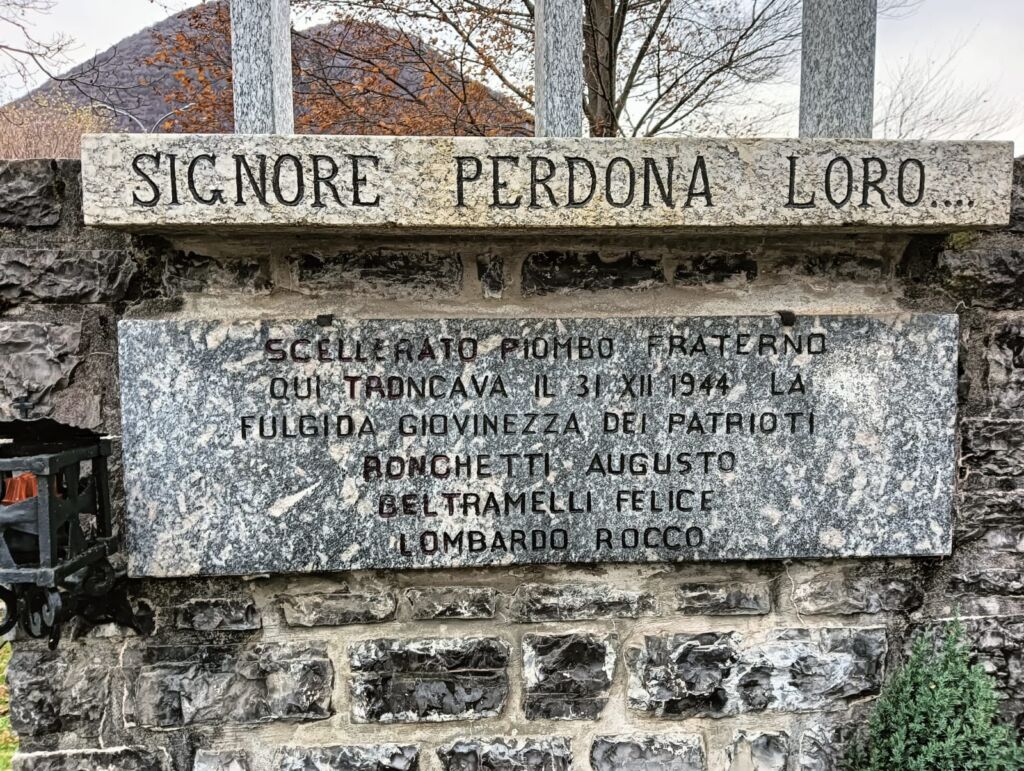 SIGNORE PERDONA LORO....
SCELLERATO PIOMBO FRATERNO
QUI TRONCAVA IL 31 XII 1944 LA
FULGIDA GIOVINEZZA DEI PATRIOTI
RONCHETTI AUGUSTO
BELTRAMELLI FELICE
LOMBARDO ROCCO